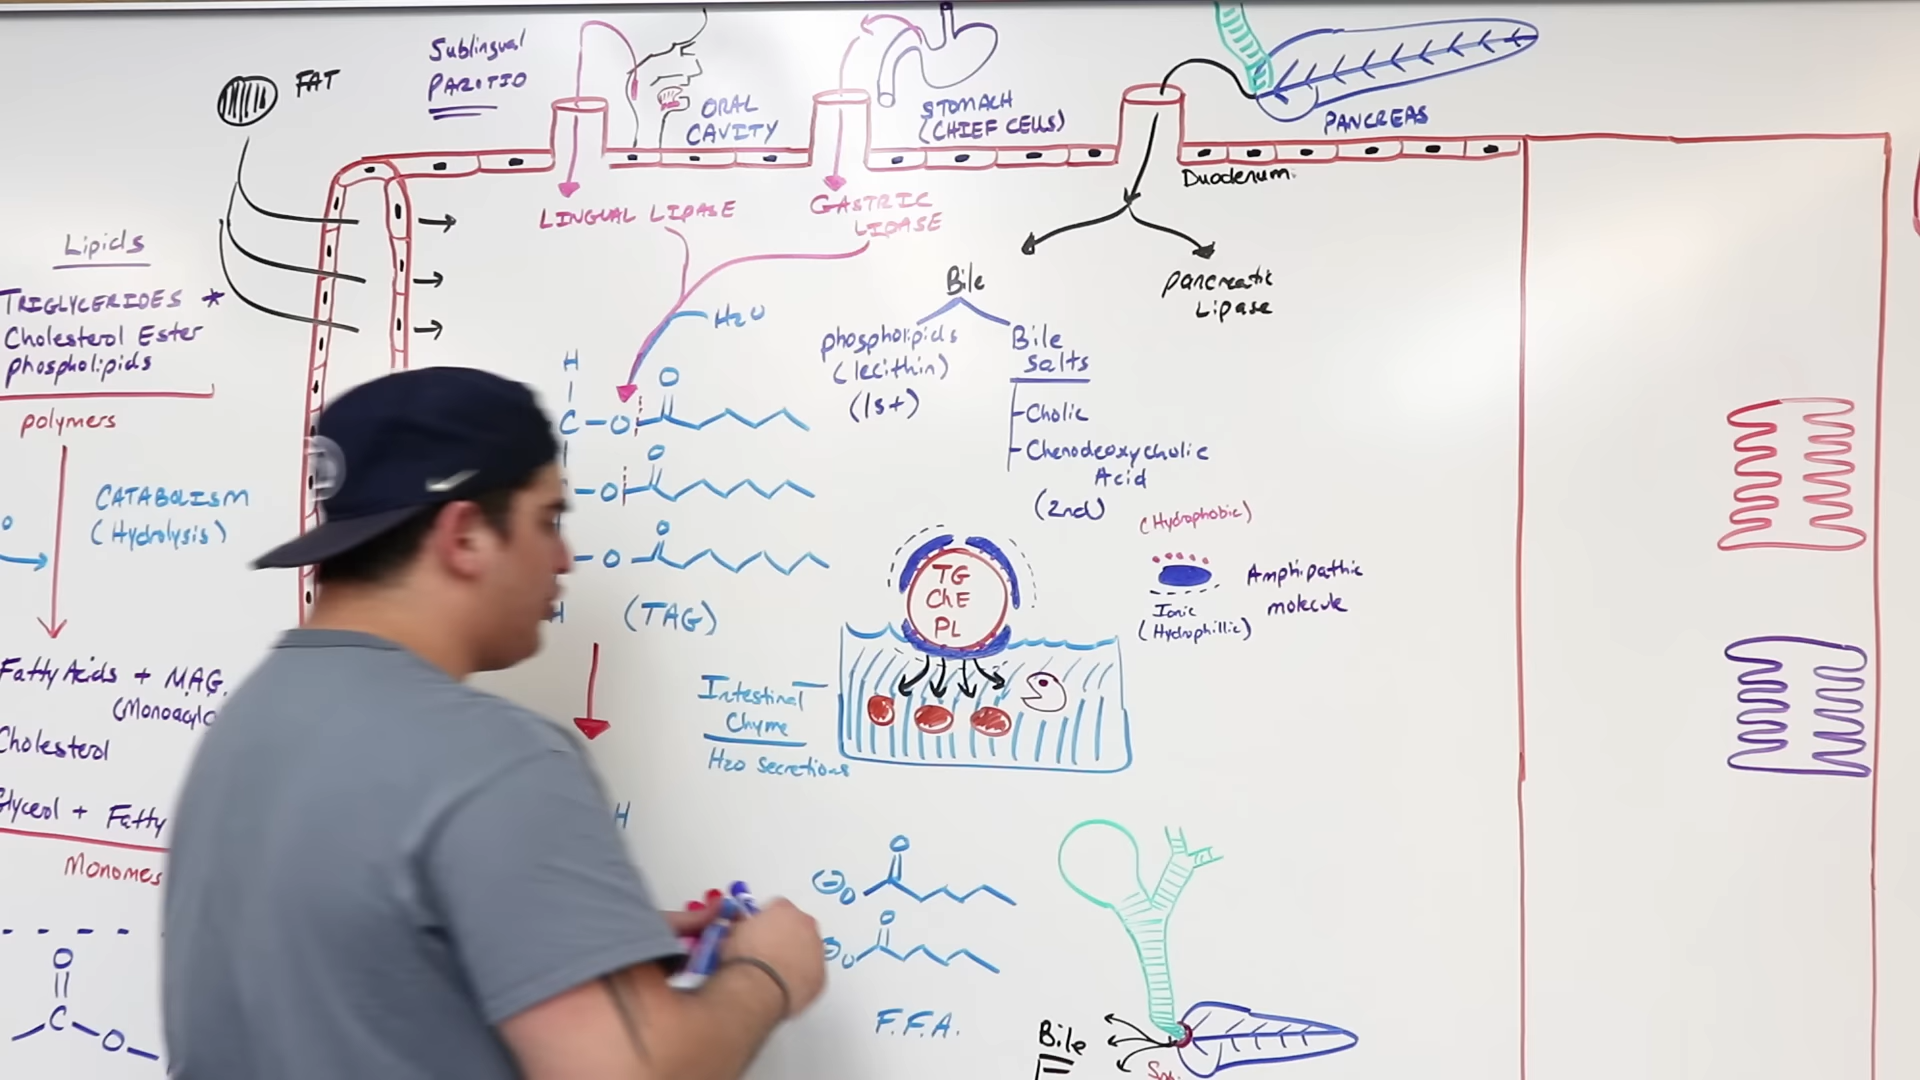 FAT
Sublingual
PAROTID
ORAL
CAVITY
STOMACH
(CHIEF CELLS)
PANCREAS
Duodenum
LINGUAL LIPASE
GASTRIC
LIPASE
Lipids
TRIGLYCERIDES *
Cholesterol Ester
phospholipids
polymers
CATABOLISM
(Hydrolysis)
Fatty Acids + MAG
(Monoacylg
Cholesterol
Glycerol + Fatty
Monomes
O
C
O
H2O
H
C-O
O
O
O
O
O
H
(TAG)
H
Bile
phospholipids
(lecithin)
(1st)
Bile
Salts
-Cholic
-Chenodeoxycholic
Acid
(2nd)
pancreatic
Lipase
(Hydrophobic)
Ionic
(Hydrophillic)
Amphipathic
molecule
TG
ChE
PL
Intestinal
Chyme
H2O Secretions
O
O
O
O
F.F.A.
Bile